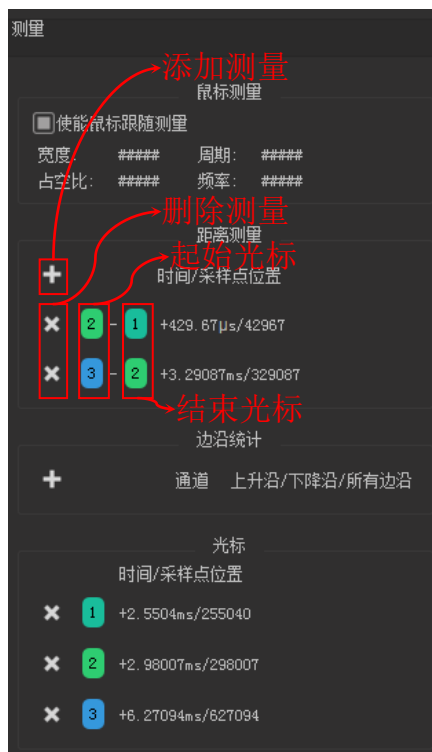 测量
添加测量
鼠标测量
使能鼠标跟随测量
宽度: ##### 周期: #####
占空比: ##### 频率: #####
删除测量
距离测量
起始光标
时间/采样点位置
2 - 1 +429.67μs/42967
3 - 2 +3.29087ms/329087
结束光标
边沿统计
通道 上升沿/下降沿/所有边沿
光标
时间/采样点位置
1 +2.5504ms/255040
2 +2.98007ms/298007
3 +6.27094ms/627094